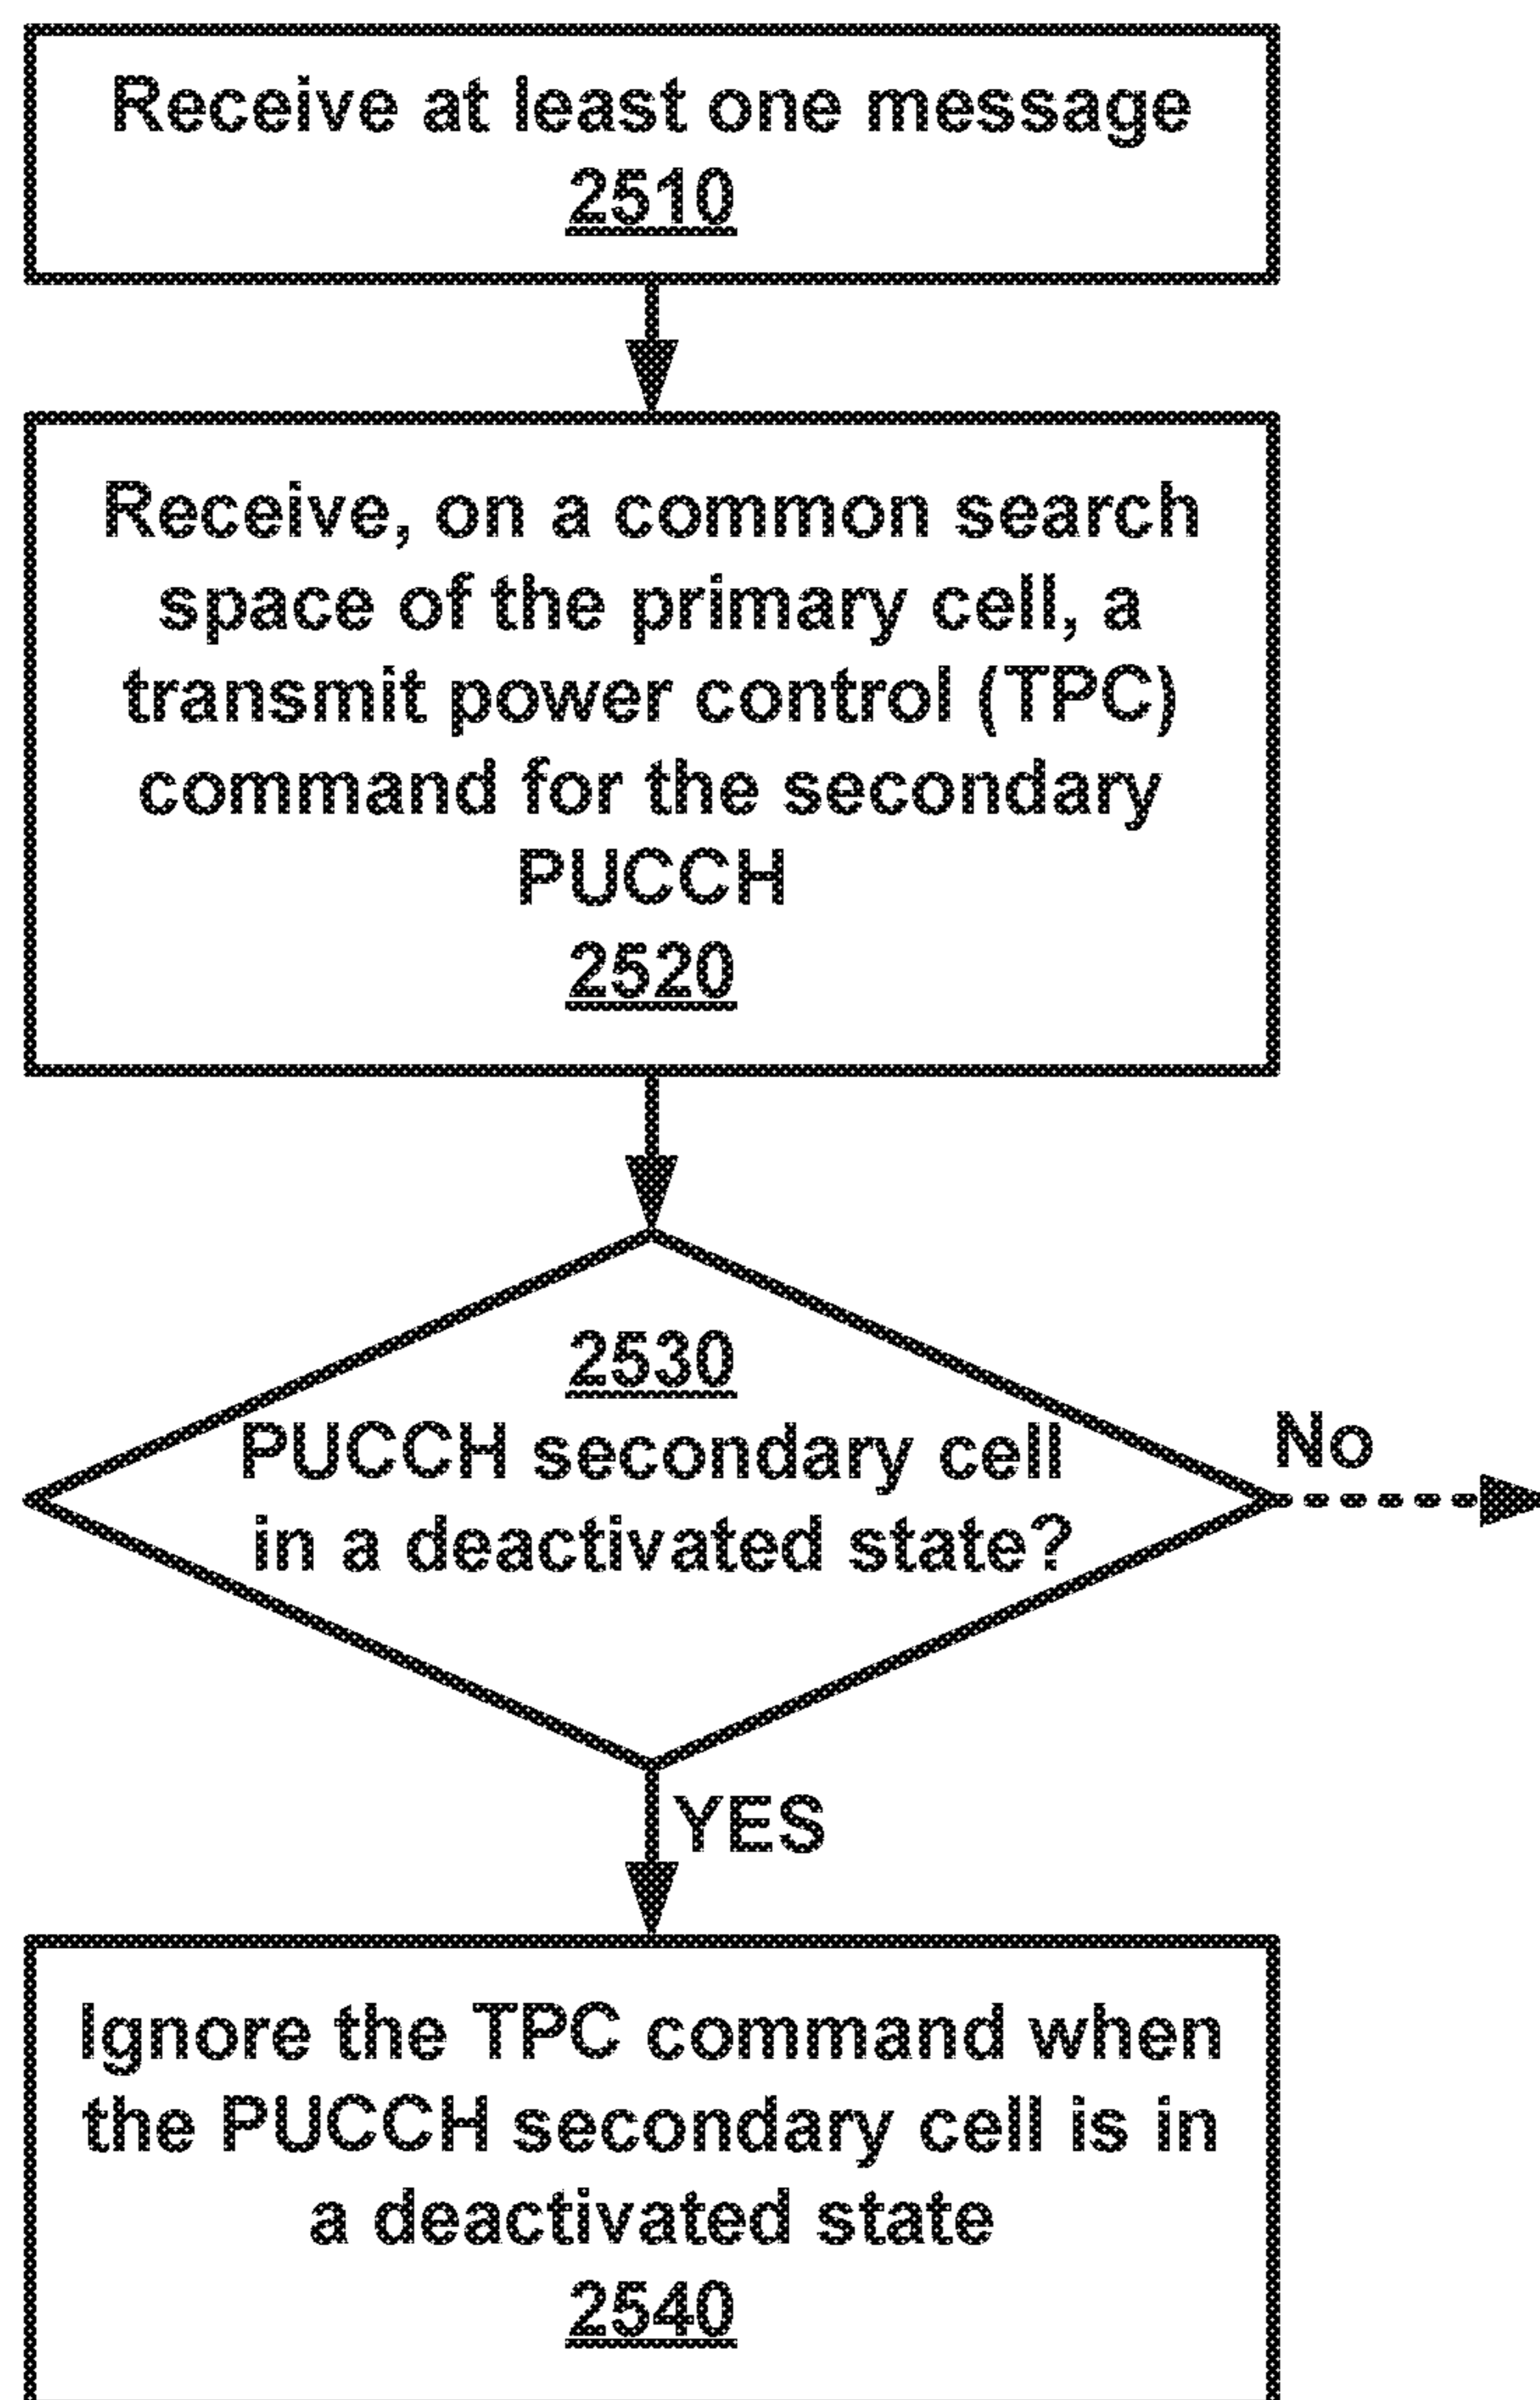 Receive at least one message
2510
Receive, on a common search
space of the primary cell, a
transmit power control (TPC)
command for the secondary
PUCCH
2520
2530
PUCCH secondary cell
in a deactivated state?
No
YES
Ignore the TPC command when
the PUCCH secondary cell is in
a deactivated state
2540